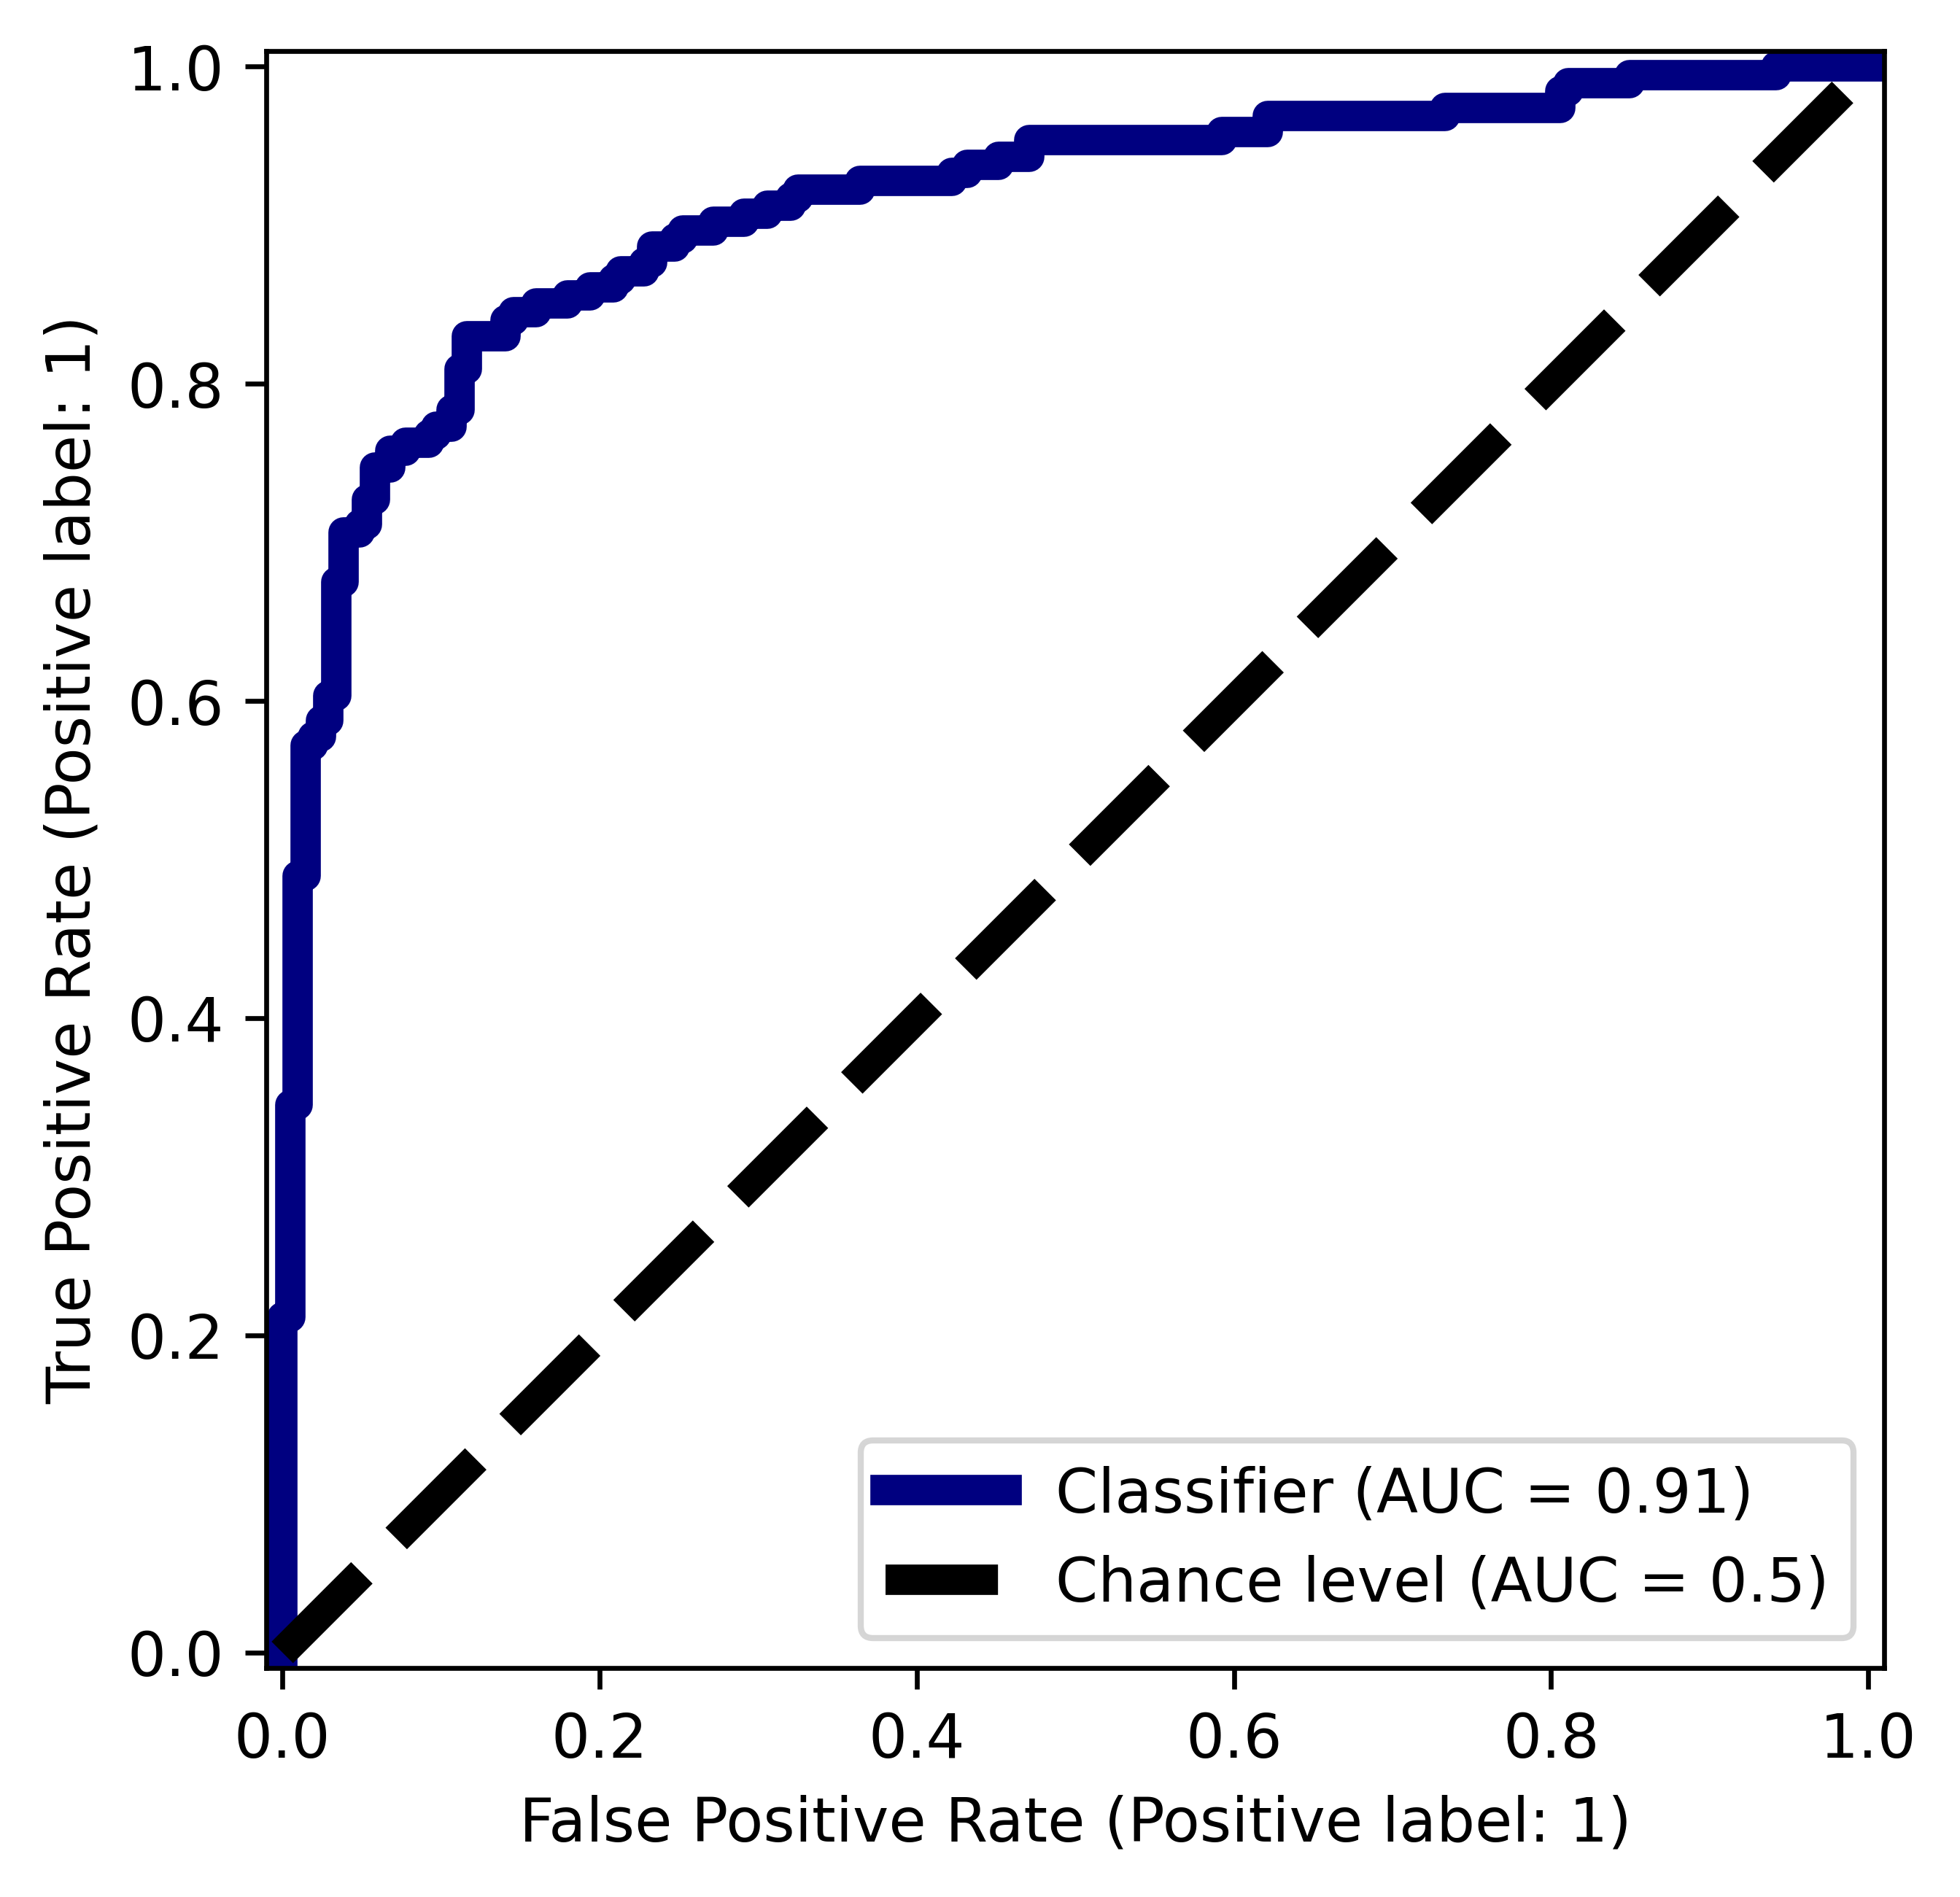 1.0
0.8
0.6
0.4
0.2
0.0
True Positive Rate (Positive label: 1)
Classifier (AUC = 0.91)
Chance level (AUC = 0.5)
0.0 0.2 0.4 0.6 0.8 1.0
False Positive Rate (Positive label: 1)